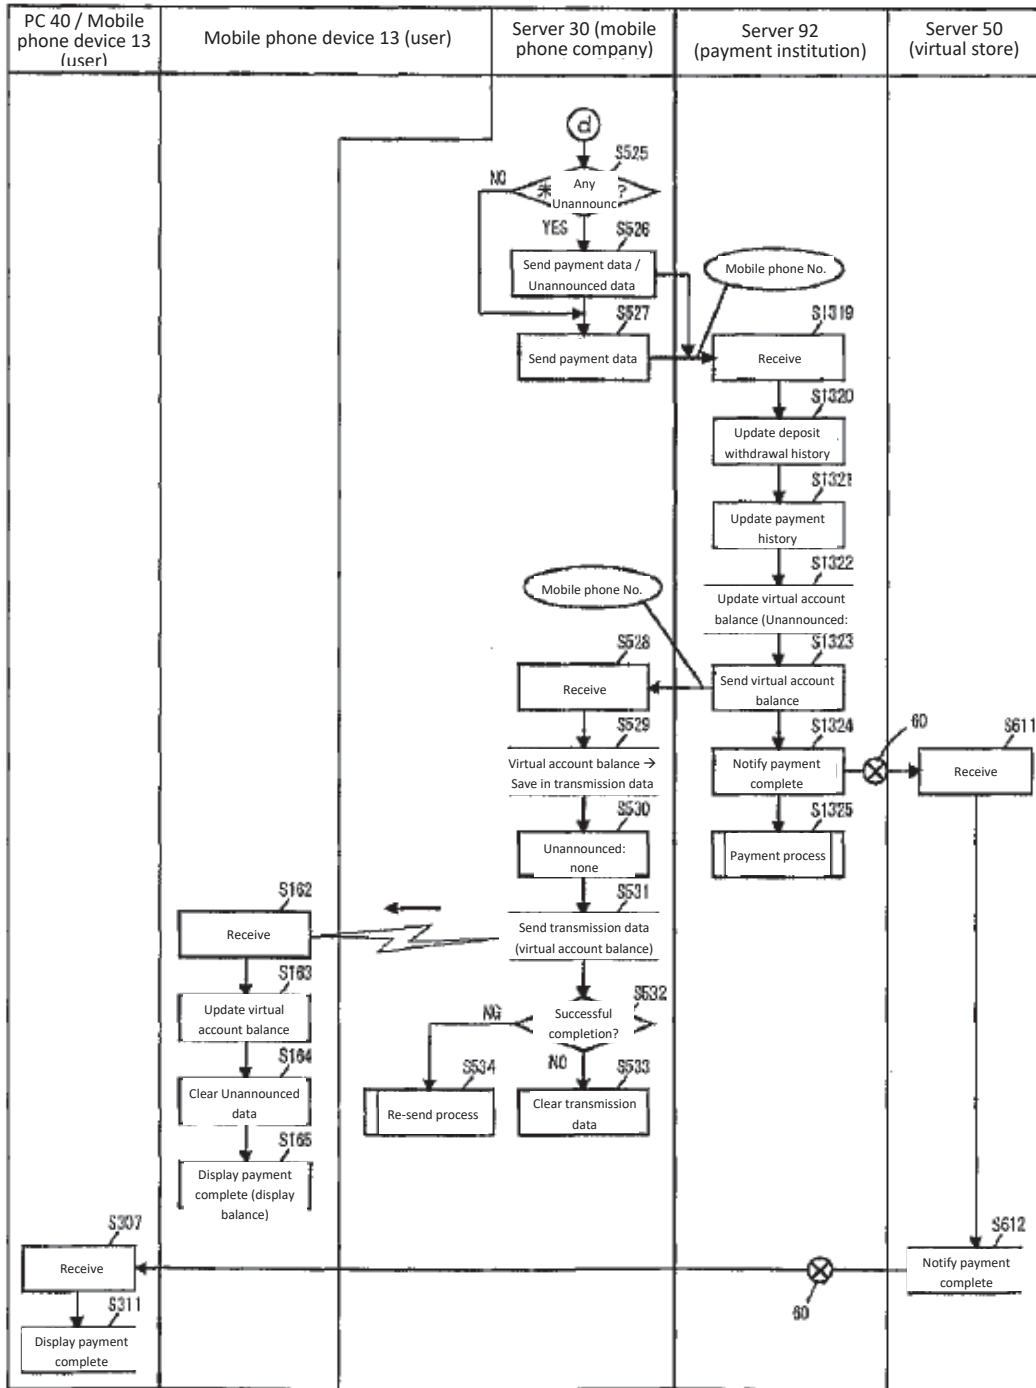 PC 40 / Mobile
phone device 13
(user)
Mobile phone device 13 (user)
Server 30 (mobile
phone company)
Server 92
(payment institution)
Server 50
(virtual store)
d
S525
NO
Any
Unannounc
?
YES
S526
Send payment data /
Unannounced data
Mobile phone No.
S527
Send payment data
S1319
Receive
S1320
Update deposit
withdrawal history
S1321
Update payment
history
S1322
Update virtual account
balance (Unannounced:
Mobile phone No.
S1323
Send virtual account
balance
S528
Receive
S529
Virtual account balance →
Save in transmission data
S1324
Notify payment
complete
60
S611
Receive
S530
Unannounced:
none
S1325
Payment process
S531
Send transmission data
(virtual account balance)
S162
Receive
S163
Update virtual
account balance
S532
Successful
completion?
NG
NO
S164
Clear Unannounced
data
S534
Re-send process
S533
Clear transmission
data
S165
Display payment
complete (display
balance)
S307
Receive
S612
Notify payment
complete
60
S311
Display payment
complete